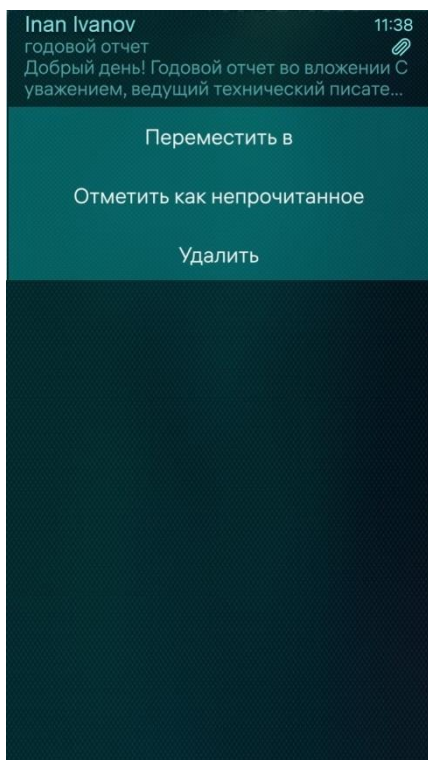 Inan Ivanov 11:38
годовой отчет
Добрый день! Годовой отчет во вложении С
уважением, ведущий технический писате...
Переместить в
Отметить как непрочитанное
Удалить